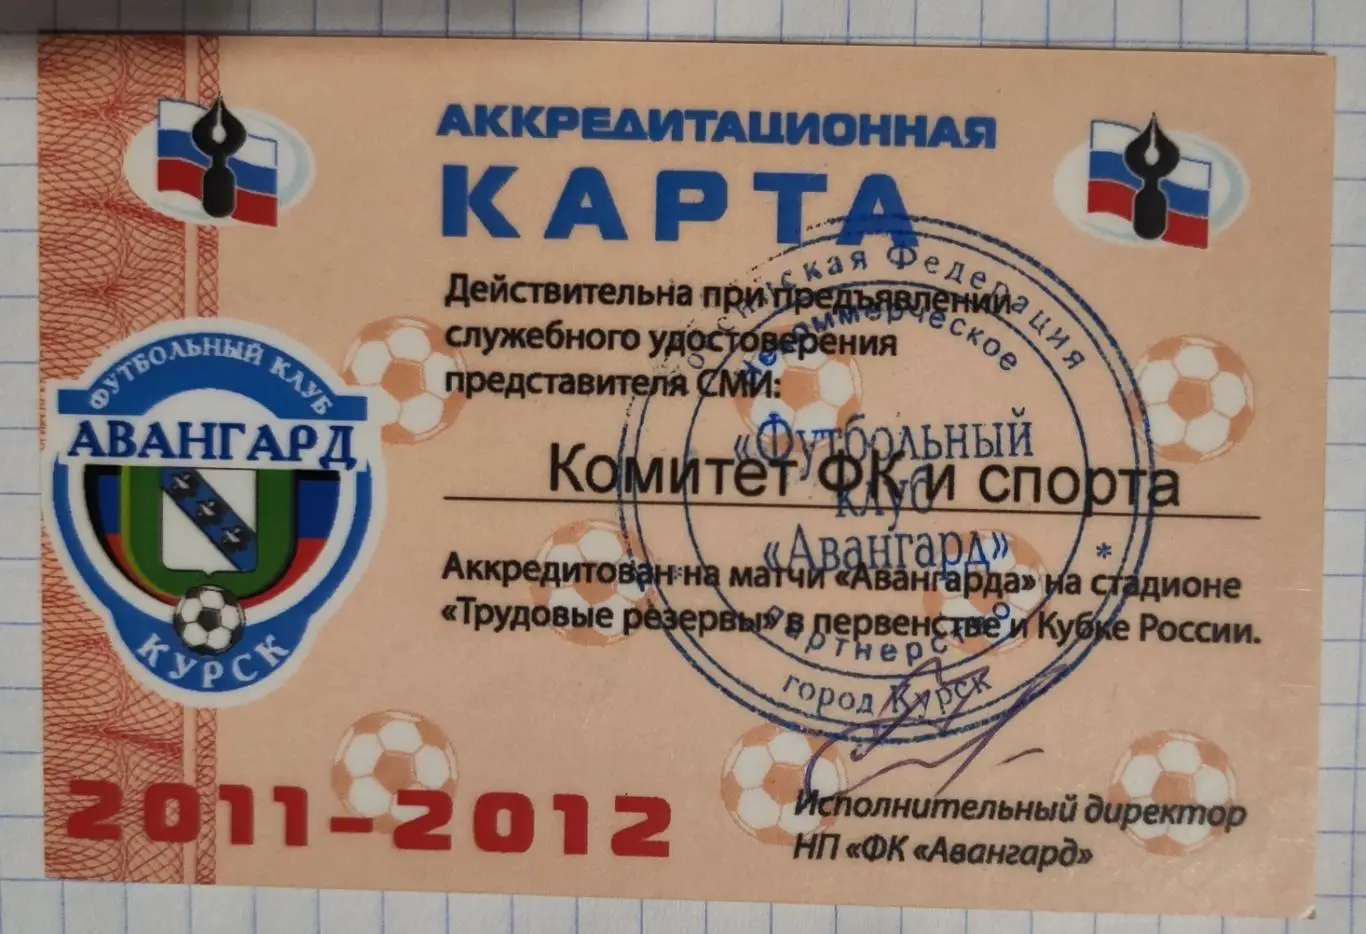 АККРЕДИТАЦИОННАЯ
КАРТА
Действительна при предъявлений
служебного удостоверения
представителя СМИ:
Комитет ФК и спорта
Аккредитован на матчи «Авангарда» на стадионе
«Трудовые резервы» в первенстве и Кубке России.
Исполнительный директор
НП «ФК «Авангард»
2011-2012
ФУТБОЛЬНЫЙ КЛУБ
АВАНГАРД
КУРСК
Российская Федерация
Некоммерческое
«Футбольный
клуб
«Авангард»
партнерство
город Курск